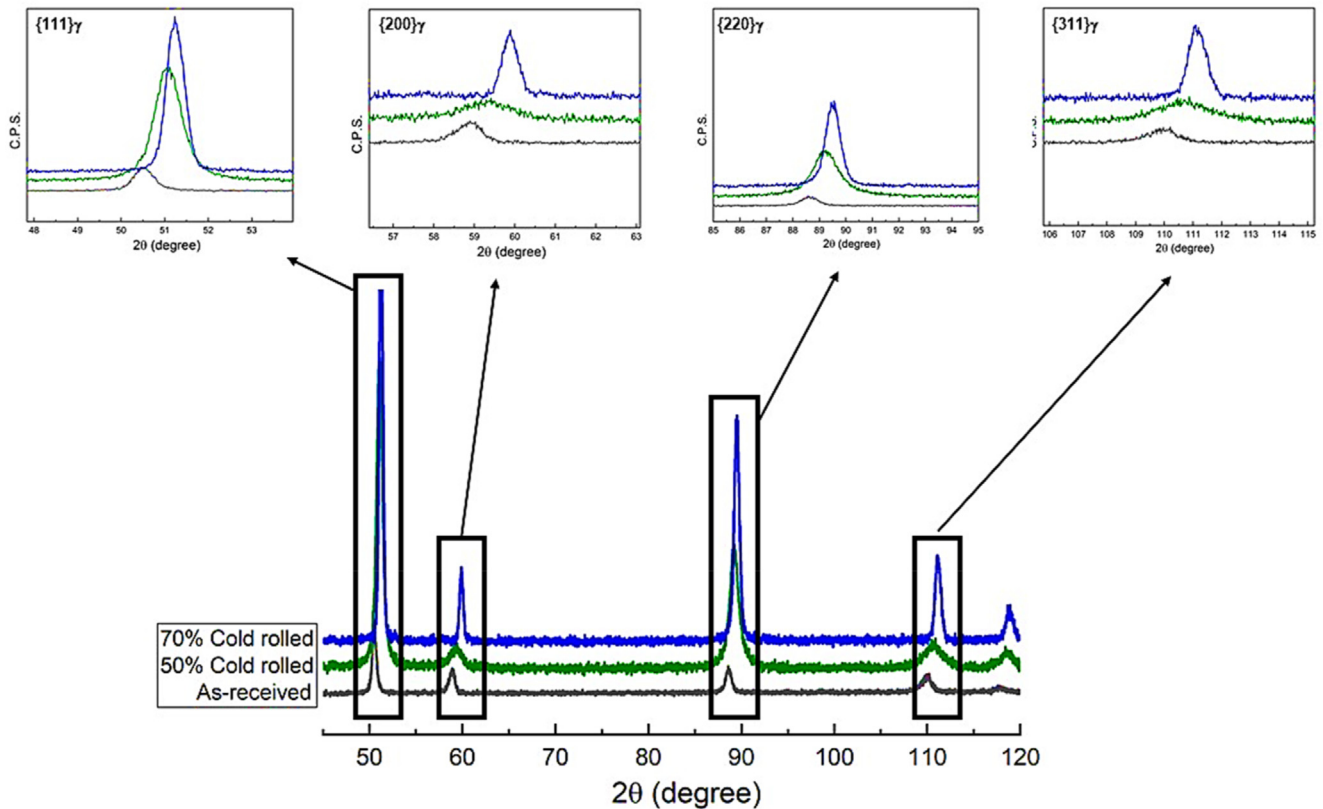 {111}γ
C.P.S.
48 49 50 51 52 53
2θ (degree)
{200}γ
C.P.S.
57 58 59 60 61 62 63
2θ (degree)
{220}γ
C.P.S.
85 86 87 88 89 90 91 92 93 94 95
2θ (degree)
{311}γ
C.P.S.
106 107 108 109 110 111 112 113 114 115
2θ (degree)
70% Cold rolled
50% Cold rolled
As-received
50 60 70 80 90 100 110 120
2θ (degree)